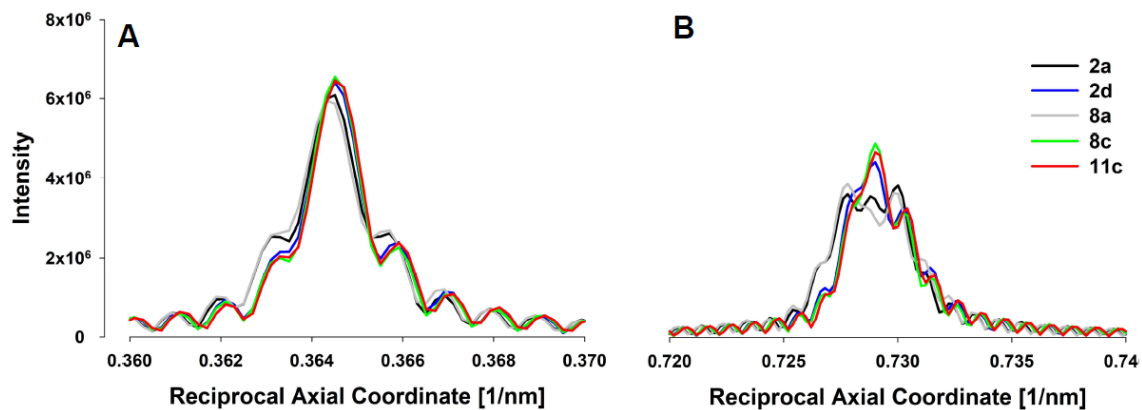 A
8x10⁶
6x10⁶
4x10⁶
2x10⁶
0
Intensity
0.360 0.362 0.364 0.366 0.368 0.370
Reciprocal Axial Coordinate [1/nm]
B
2a
2d
8a
8c
11c
0.720 0.725 0.730 0.735 0.740
Reciprocal Axial Coordinate [1/nm]